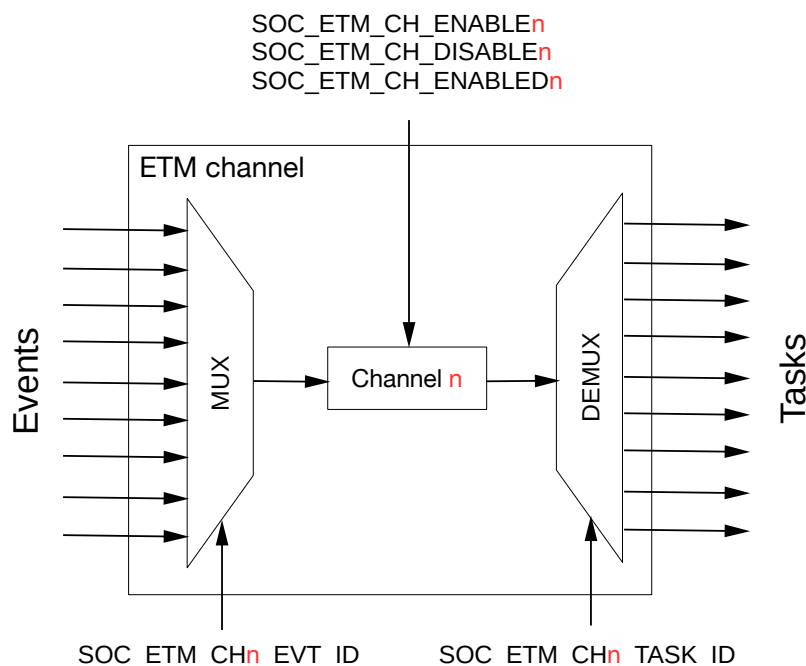 SOC_ETM_CH_ENABLEn
SOC_ETM_CH_DISABLEn
SOC_ETM_CH_ENABLEDn
ETM channel
Events
MUX
Channel n
DEMUX
Tasks
SOC_ETM_CHn_EVT_ID
SOC_ETM_CHn_TASK_ID